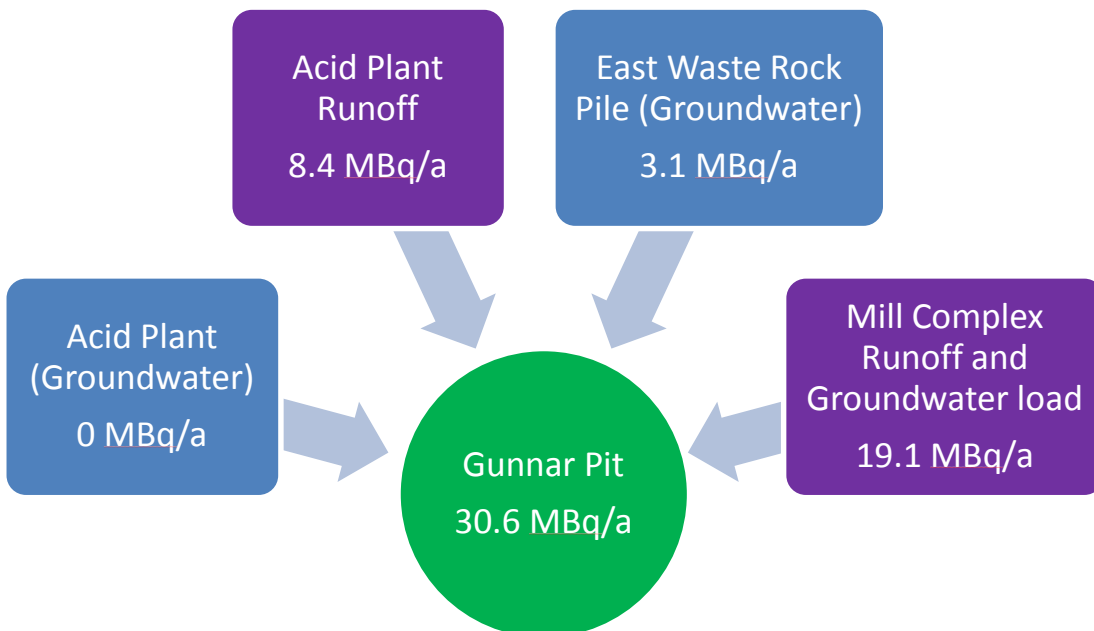 Acid Plant
Runoff
8.4 MBq/a
East Waste Rock
Pile (Groundwater)
3.1 MBq/a
Acid Plant
(Groundwater)
0 MBq/a
Mill Complex
Runoff and
Groundwater load
19.1 MBq/a
Gunnar Pit
30.6 MBq/a